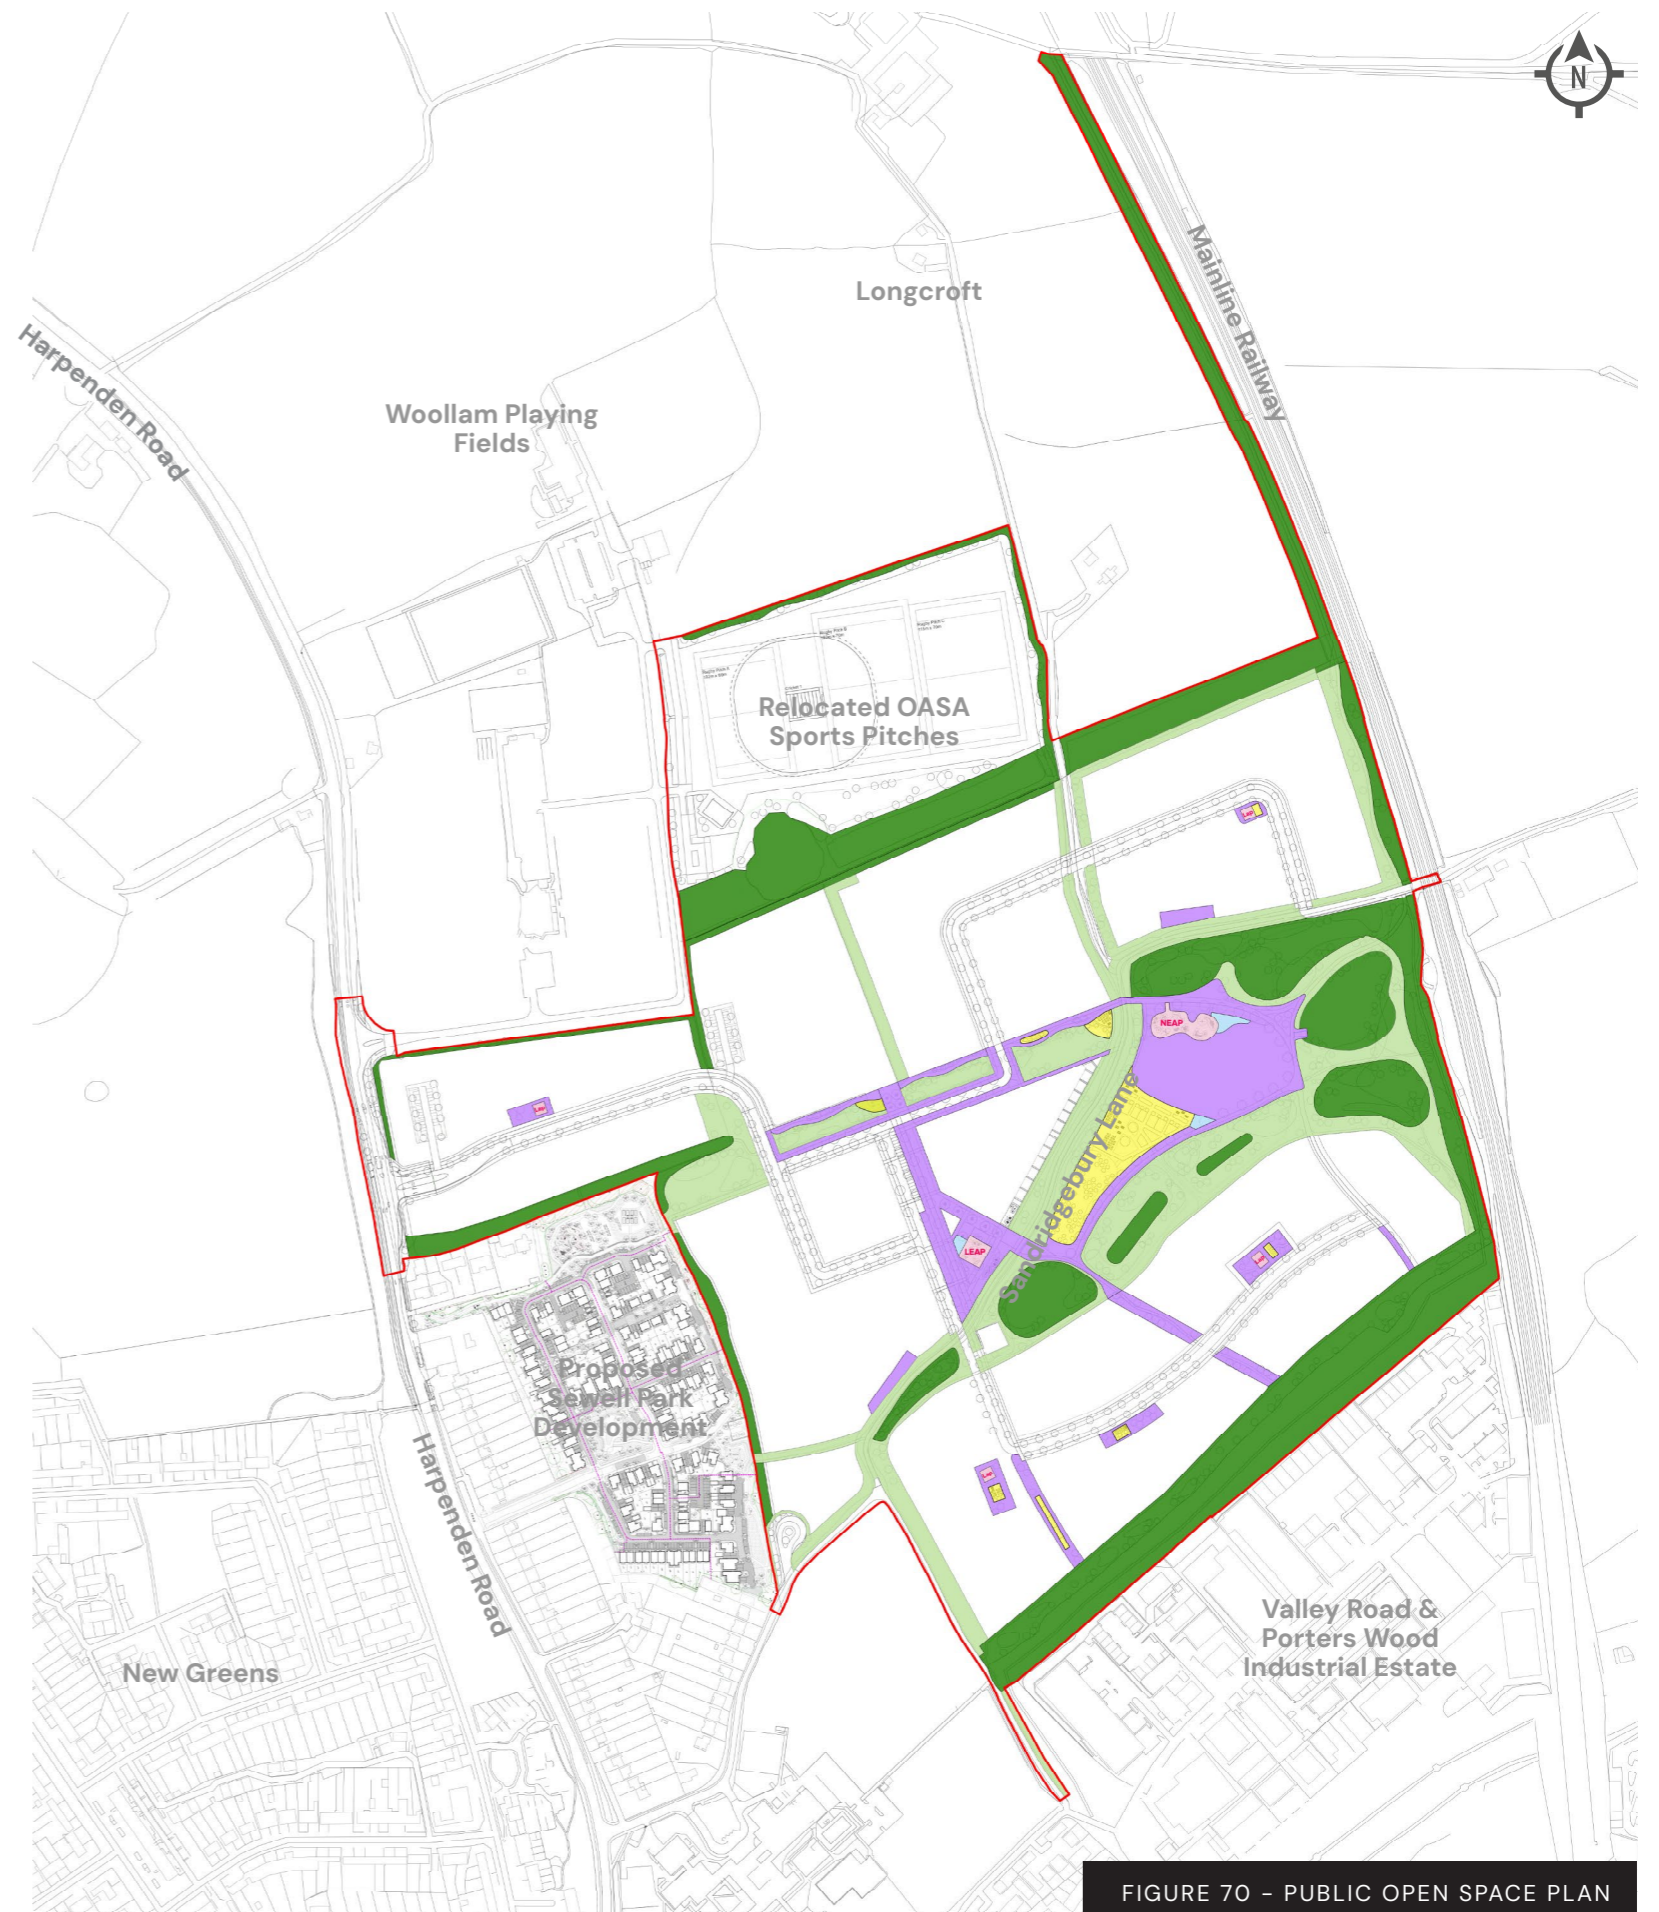 N
Mainline Railway
Longcroft
Harpenden Road
Woollam Playing
Fields
Relocated OASA
Sports Pitches
LEAP
NEAP
Sandridgebury Lane
LEAP
Proposed
Sewell Park
Development
Harpenden Road
New Greens
Valley Road &
Porters Wood
Industrial Estate
FIGURE 70 - PUBLIC OPEN SPACE PLAN